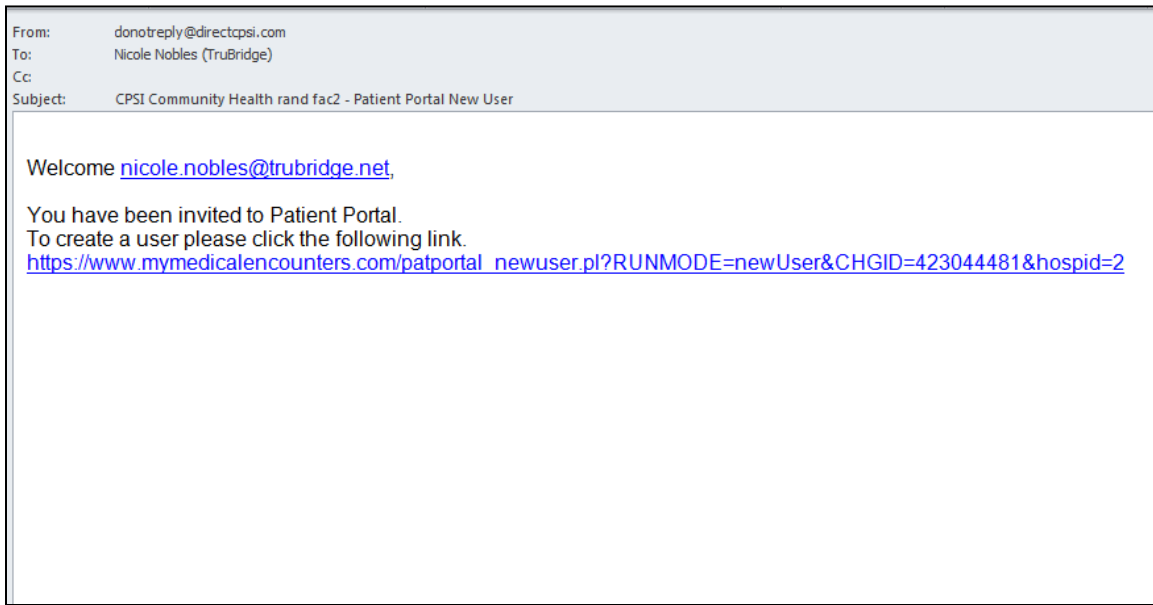 From: donotreply@directcpsi.com
To: Nicole Nobles (TruBridge)
Cc:
Subject: CPSI Community Health rand fac2 - Patient Portal New User
Welcome nicole.nobles@trubridge.net,
You have been invited to Patient Portal.
To create a user please click the following link.
https://www.mymedicalencounters.com/patportal_newuser.pl?RUNMODE=newUser&CHGID=423044481&hospid=2